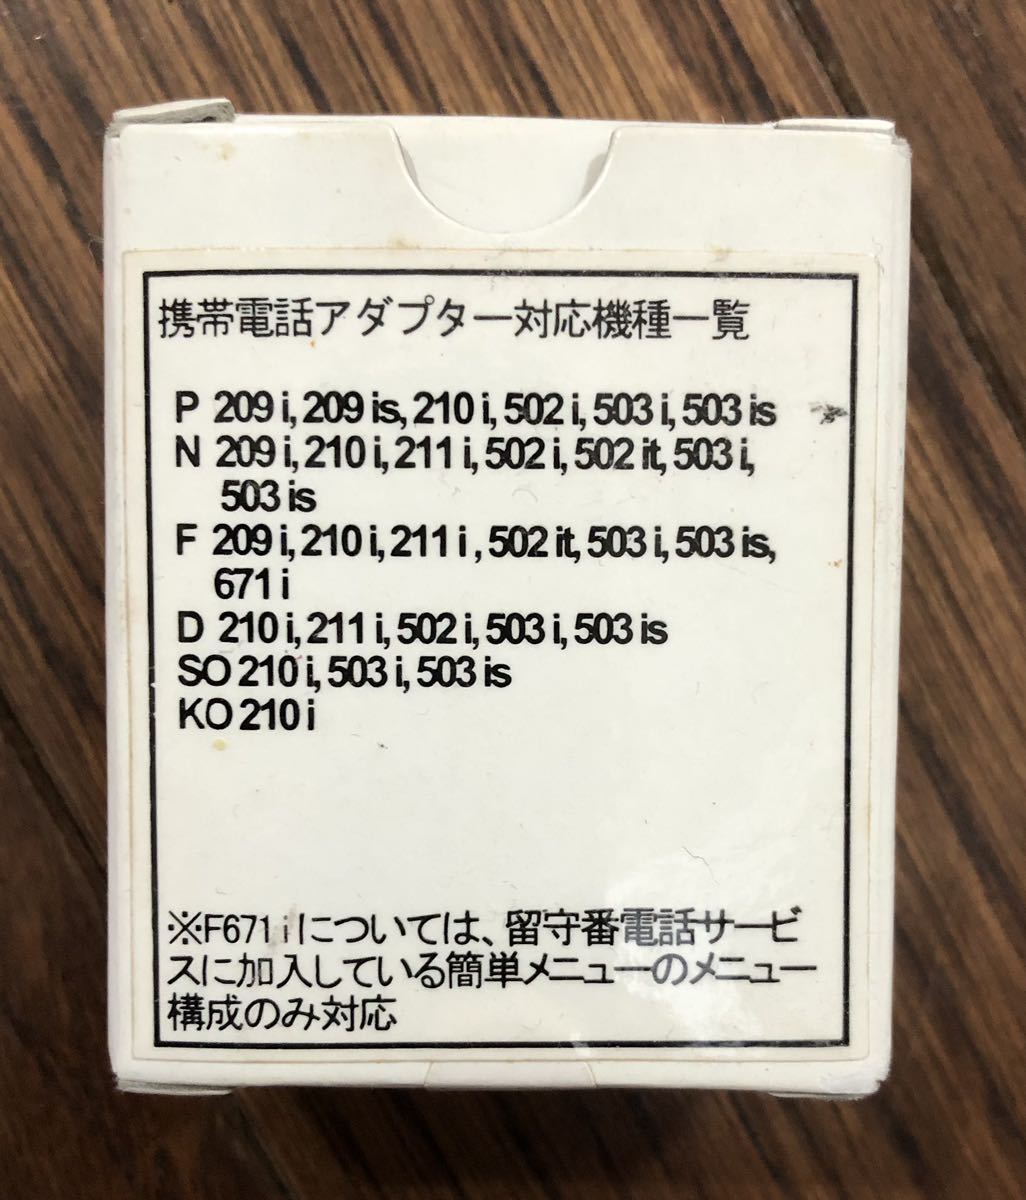 携帯電話アダプター対応機種一覧
P 209 i, 209 is, 210 i, 502 i, 503 i, 503 is
N 209 i, 210 i, 211 i, 502 i, 502 it, 503 i,
503 is
F 209 i, 210 i, 211 i , 502 it, 503 i, 503 is,
671 i
D 210 i, 211 i, 502 i, 503 i, 503 is
SO 210 i, 503 i, 503 is
KO 210 i
※F671 i については、留守番電話サービ
スに加入している簡単メニューのメニュー
構成のみ対応